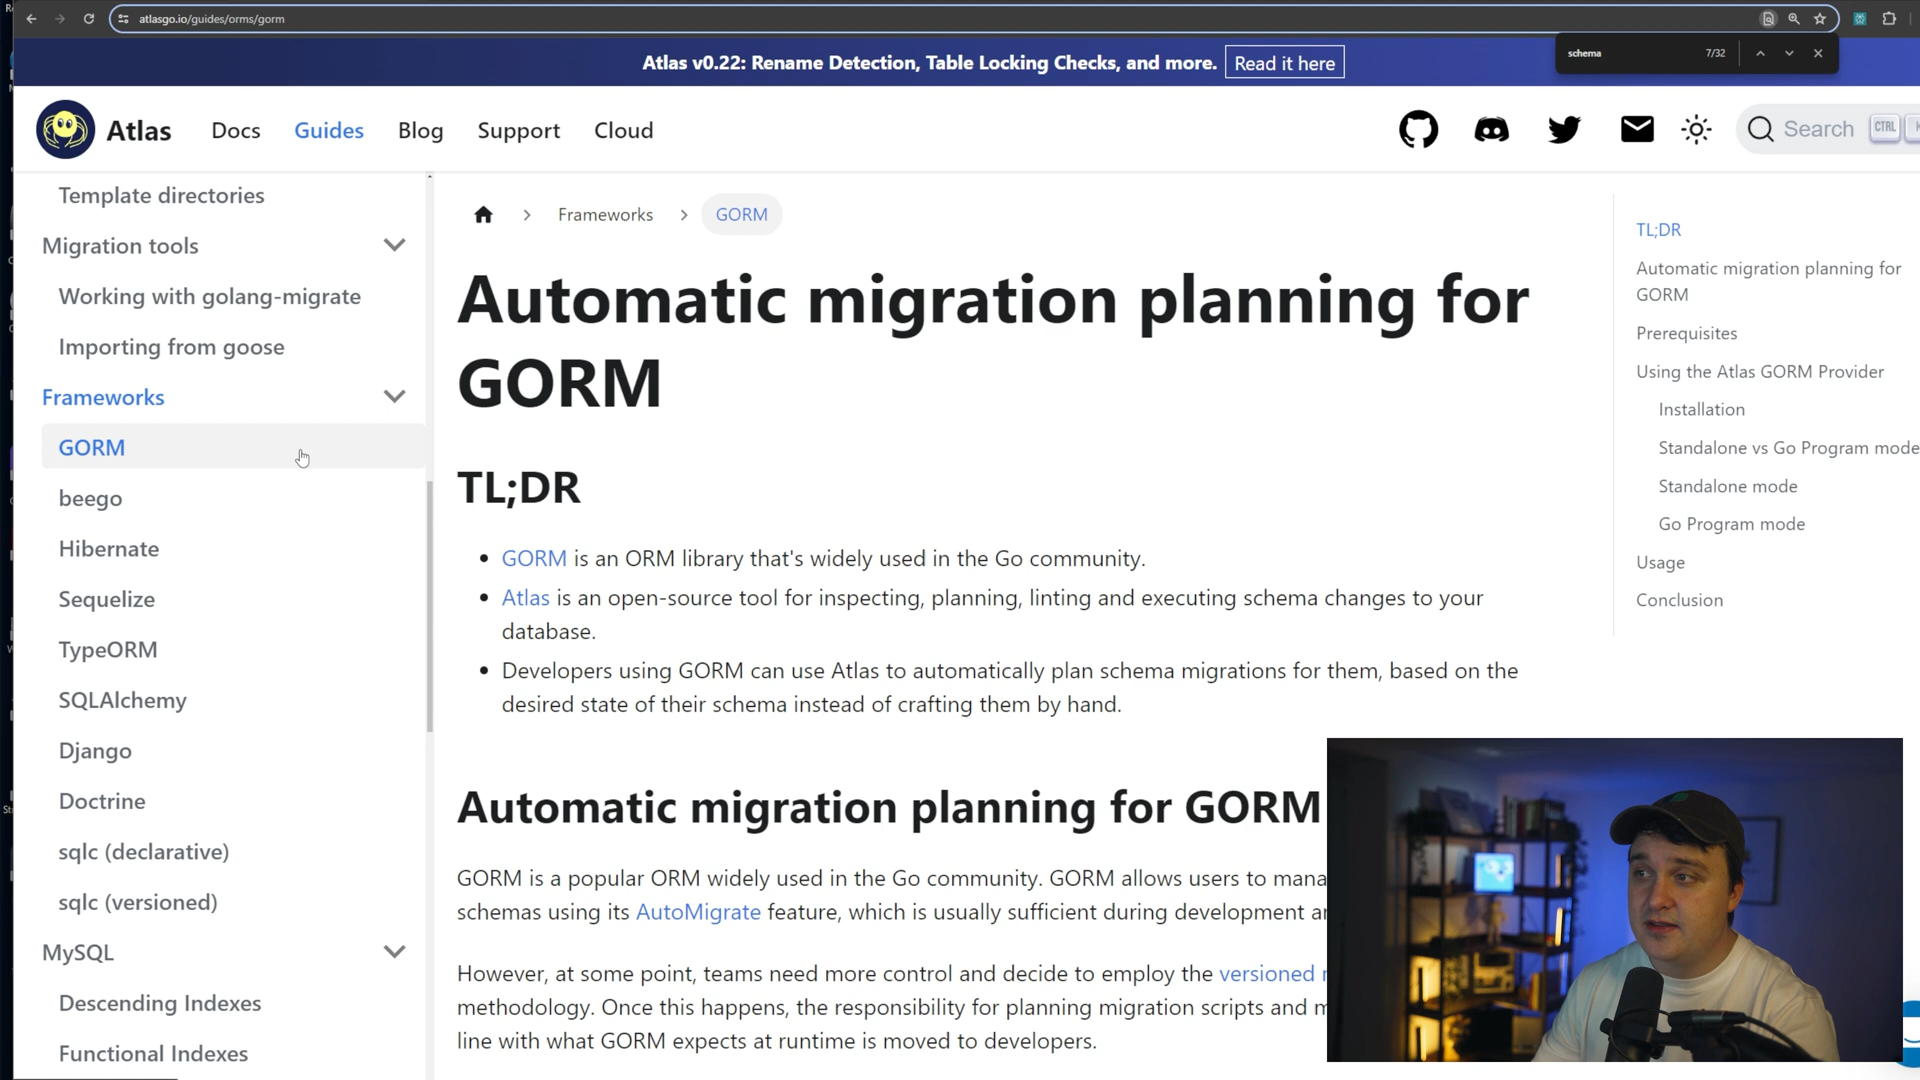 atlasgo.io/guides/orms/gorm
schema 7/32
Atlas v0.22: Rename Detection, Table Locking Checks, and more. Read it here
Atlas Docs Guides Blog Support Cloud Search CTRL
Template directories
Migration tools
Working with golang-migrate
Importing from goose
Frameworks
GORM
beego
Hibernate
Sequelize
TypeORM
SQLAlchemy
Django
Doctrine
sqlc (declarative)
sqlc (versioned)
MySQL
Descending Indexes
Functional Indexes
Frameworks GORM
Automatic migration planning for
GORM
TL;DR
GORM is an ORM library that's widely used in the Go community.
Atlas is an open-source tool for inspecting, planning, linting and executing schema changes to your
database.
Developers using GORM can use Atlas to automatically plan schema migrations for them, based on the
desired state of their schema instead of crafting them by hand.
Automatic migration planning for GORM
GORM is a popular ORM widely used in the Go community. GORM allows users to mana
schemas using its AutoMigrate feature, which is usually sufficient during development
However, at some point, teams need more control and decide to employ the versioned
methodology. Once this happens, the responsibility for planning migration scripts and
line with what GORM expects at runtime is moved to developers.
TL;DR
Automatic migration planning for
GORM
Prerequisites
Using the Atlas GORM Provider
Installation
Standalone vs Go Program mode
Standalone mode
Go Program mode
Usage
Conclusion